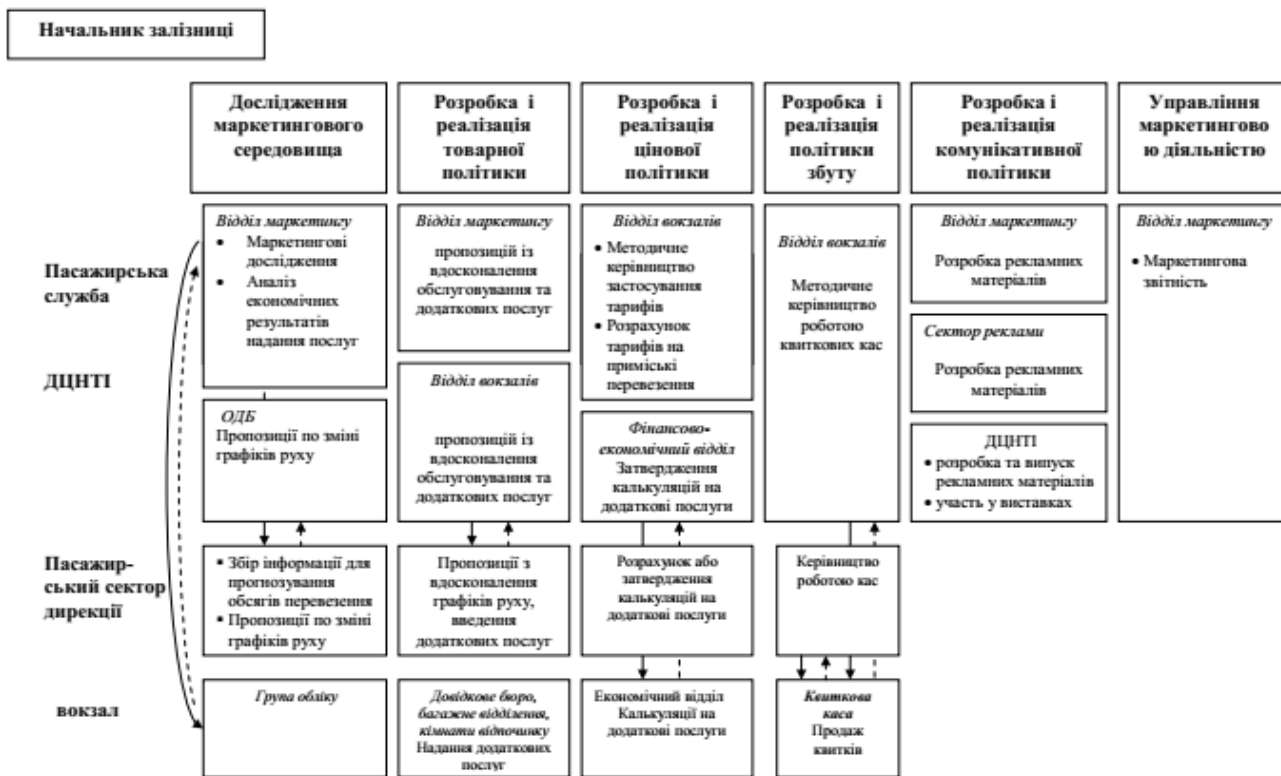 Начальник залізниці
Дослідження
маркетингового
середовища
Розробка і
реалізація
товарної
політики
Розробка і
реалізація
цінової
політики
Розробка і
реалізація
політики
збуту
Розробка і
реалізація
комунікативної
політики
Управління
маркетингово
ю діяльністю
Пасажирська
служба
ДЦНТІ
Відділ маркетингу
• Маркетингові
дослідження
• Аналіз
економічних
результатів
надання послуг
ОДБ
Пропозиції по зміні
графіків руху
Відділ маркетингу
пропозицій із
вдосконалення
обслуговування та
додаткових послуг
Відділ вокзалів
пропозицій із
вдосконалення
обслуговування та
додаткових послуг
Відділ вокзалів
• Методичне
керівництво
застосування
тарифів
• Розрахунок
тарифів на
приміські
перевезення
Фінансово-
економічний відділ
Затвердження
калькуляцій на
додаткові послуги
Відділ вокзалів
Методичне
керівництво
роботою
квиткових кас
Відділ маркетингу
Розробка рекламних
матеріалів
Сектор реклами
Розробка рекламних
матеріалів
ДЦНТІ
• розробка та випуск
рекламних матеріалів
• участь у виставках
Відділ маркетингу
• Маркетингова
звітність
Пасажир-
ський сектор
дирекції
▪ Збір інформації для
прогнозування
обсягів перевезення
▪ Пропозиції по зміні
графіків руху
Пропозиції з
вдосконалення
графіків руху,
введення
додаткових послуг
Розрахунок або
затвердження
калькуляцій на
додаткові послуги
Керівництво
роботою кас
вокзал
Група обліку
Довідкове бюро,
багажне відділення,
кімнати відпочинку
Надання додаткових
послуг
Економічний відділ
Калькуляції на
додаткові послуги
Квиткова
каса
Продаж
квитків